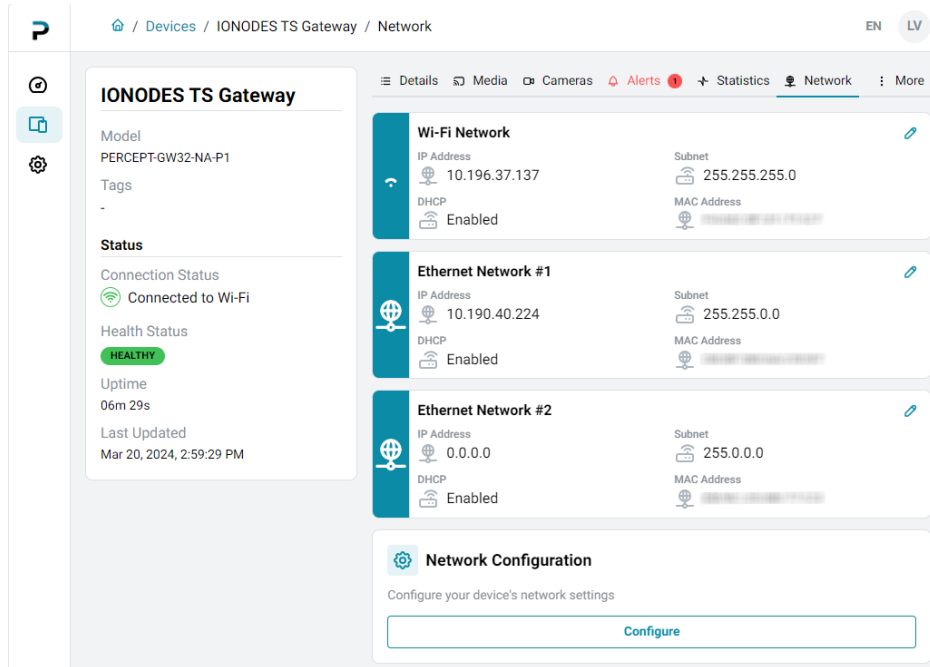 / Devices / IONODES TS Gateway / Network
EN LV
IONODES TS Gateway
Model
PERCEPT-GW32-NA-P1
Tags
-
Status
Connection Status
Connected to Wi-Fi
Health Status
HEALTHY
Uptime
06m 29s
Last Updated
Mar 20, 2024, 2:59:29 PM
Details Media Cameras Alerts 1 Statistics Network More
Wi-Fi Network
IP Address Subnet
10.196.37.137 255.255.255.0
DHCP MAC Address
Enabled
Ethernet Network #1
IP Address Subnet
10.190.40.224 255.255.0.0
DHCP MAC Address
Enabled
Ethernet Network #2
IP Address Subnet
0.0.0.0 255.0.0.0
DHCP MAC Address
Enabled
Network Configuration
Configure your device's network settings
Configure